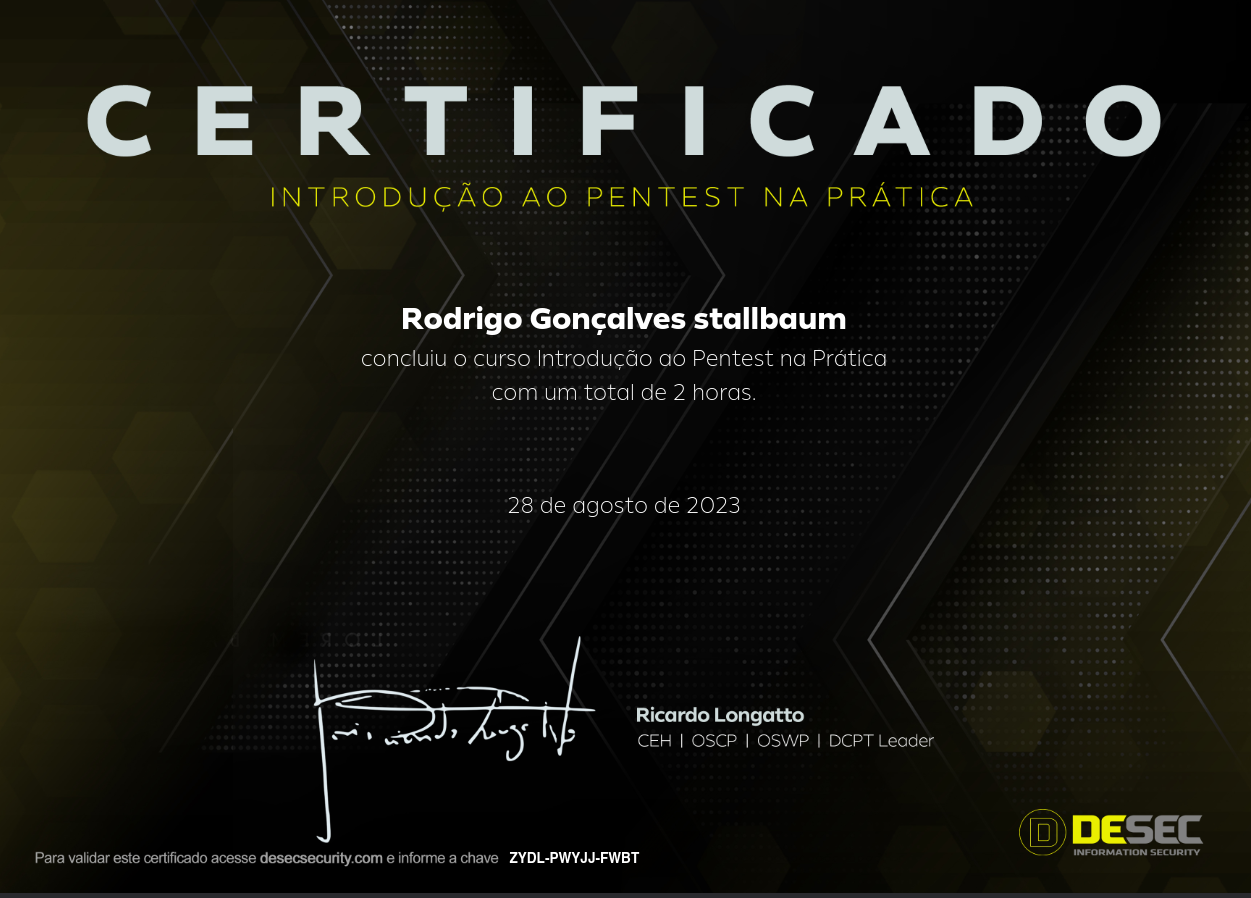 CERTIFICADO
INTRODUÇÃO AO PENTEST NA PRÁTICA
Rodrigo Gonçalves stallbaum
concluiu o curso Introdução ao Pentest na Prática
com um total de 2 horas.
28 de agosto de 2023
Ricardo Longatto
CEH | OSCP | OSWP | DCPT Leader
D DESEC
INFORMATION SECURITY
Para validar este certificado acesse desecsecurity.com e informe a chave ZYDL-PWYJJ-FWBT